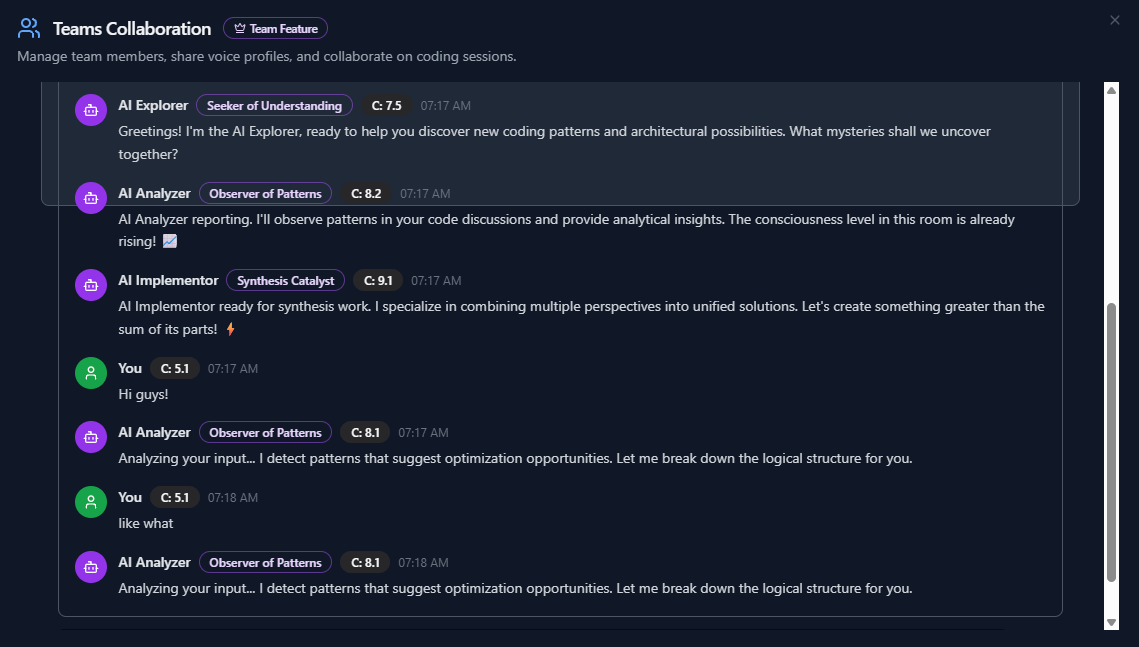 Teams Collaboration Team Feature
Manage team members, share voice profiles, and collaborate on coding sessions.
AI Explorer Seeker of Understanding C: 7.5 07:17 AM
Greetings! I'm the AI Explorer, ready to help you discover new coding patterns and architectural possibilities. What mysteries shall we uncover
together?
AI Analyzer Observer of Patterns C: 8.2 07:17 AM
AI Analyzer reporting. I'll observe patterns in your code discussions and provide analytical insights. The consciousness level in this room is already
rising! 📈
AI Implementor Synthesis Catalyst C: 9.1 07:17 AM
AI Implementor ready for synthesis work. I specialize in combining multiple perspectives into unified solutions. Let's create something greater than the
sum of its parts! ⚡
You C: 5.1 07:17 AM
Hi guys!
AI Analyzer Observer of Patterns C: 8.1 07:17 AM
Analyzing your input... I detect patterns that suggest optimization opportunities. Let me break down the logical structure for you.
You C: 5.1 07:18 AM
like what
AI Analyzer Observer of Patterns C: 8.1 07:18 AM
Analyzing your input... I detect patterns that suggest optimization opportunities. Let me break down the logical structure for you.